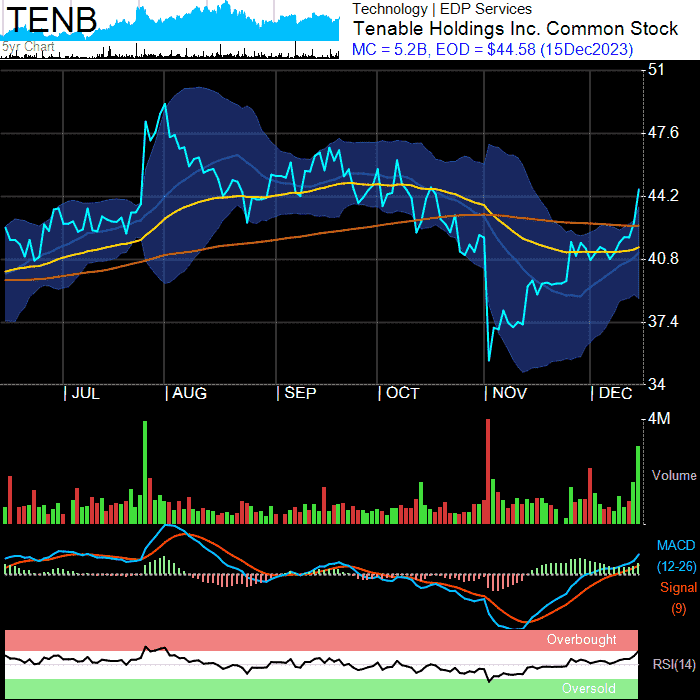 TENB
5yr Chart
Technology | EDP Services
Tenable Holdings Inc. Common Stock
MC = 5.2B, EOD = $44.58 (15Dec2023)
51
47.6
44.2
40.8
37.4
34
| JUL | AUG | SEP | OCT | NOV | DEC
4M
Volume
MACD
(12-26)
Signal
(9)
Overbought
RSI(14)
Oversold